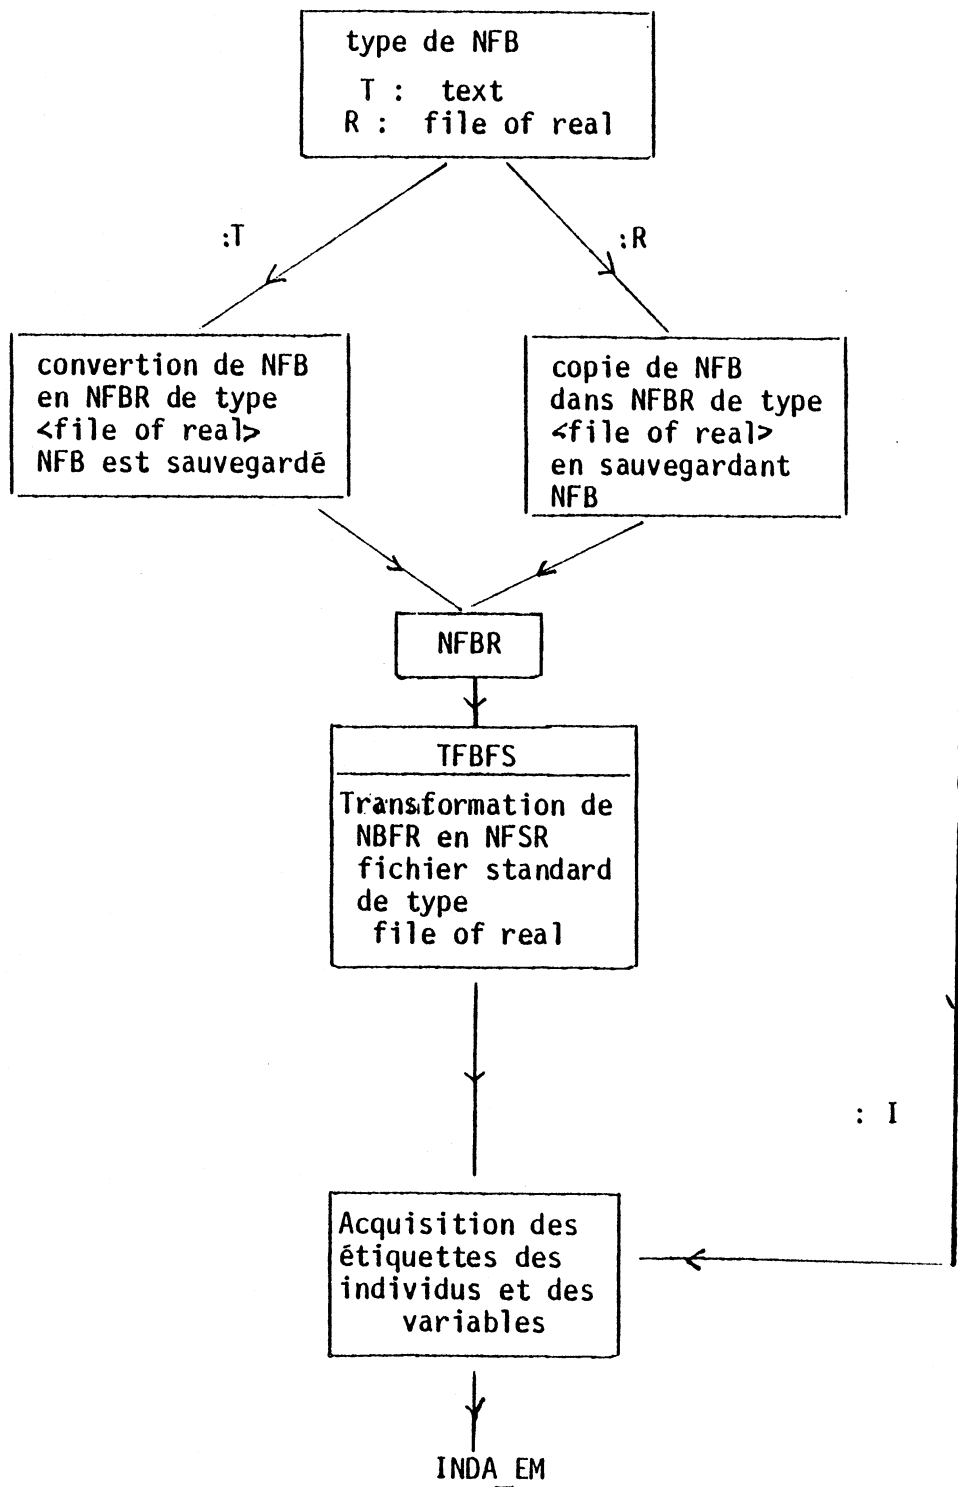 type de NFB
T : text
R : file of real
:T
:R
convertion de NFB
en NFBR de type
<file of real>
NFB est sauvegardé
copie de NFB
dans NFBR de type
<file of real>
en sauvegardant
NFB
NFBR
TFBFS
Transformation de
NBFR en NFSR
fichier standard
de type
file of real
: I
Acquisition des
étiquettes des
individus et des
variables
INDA_EM